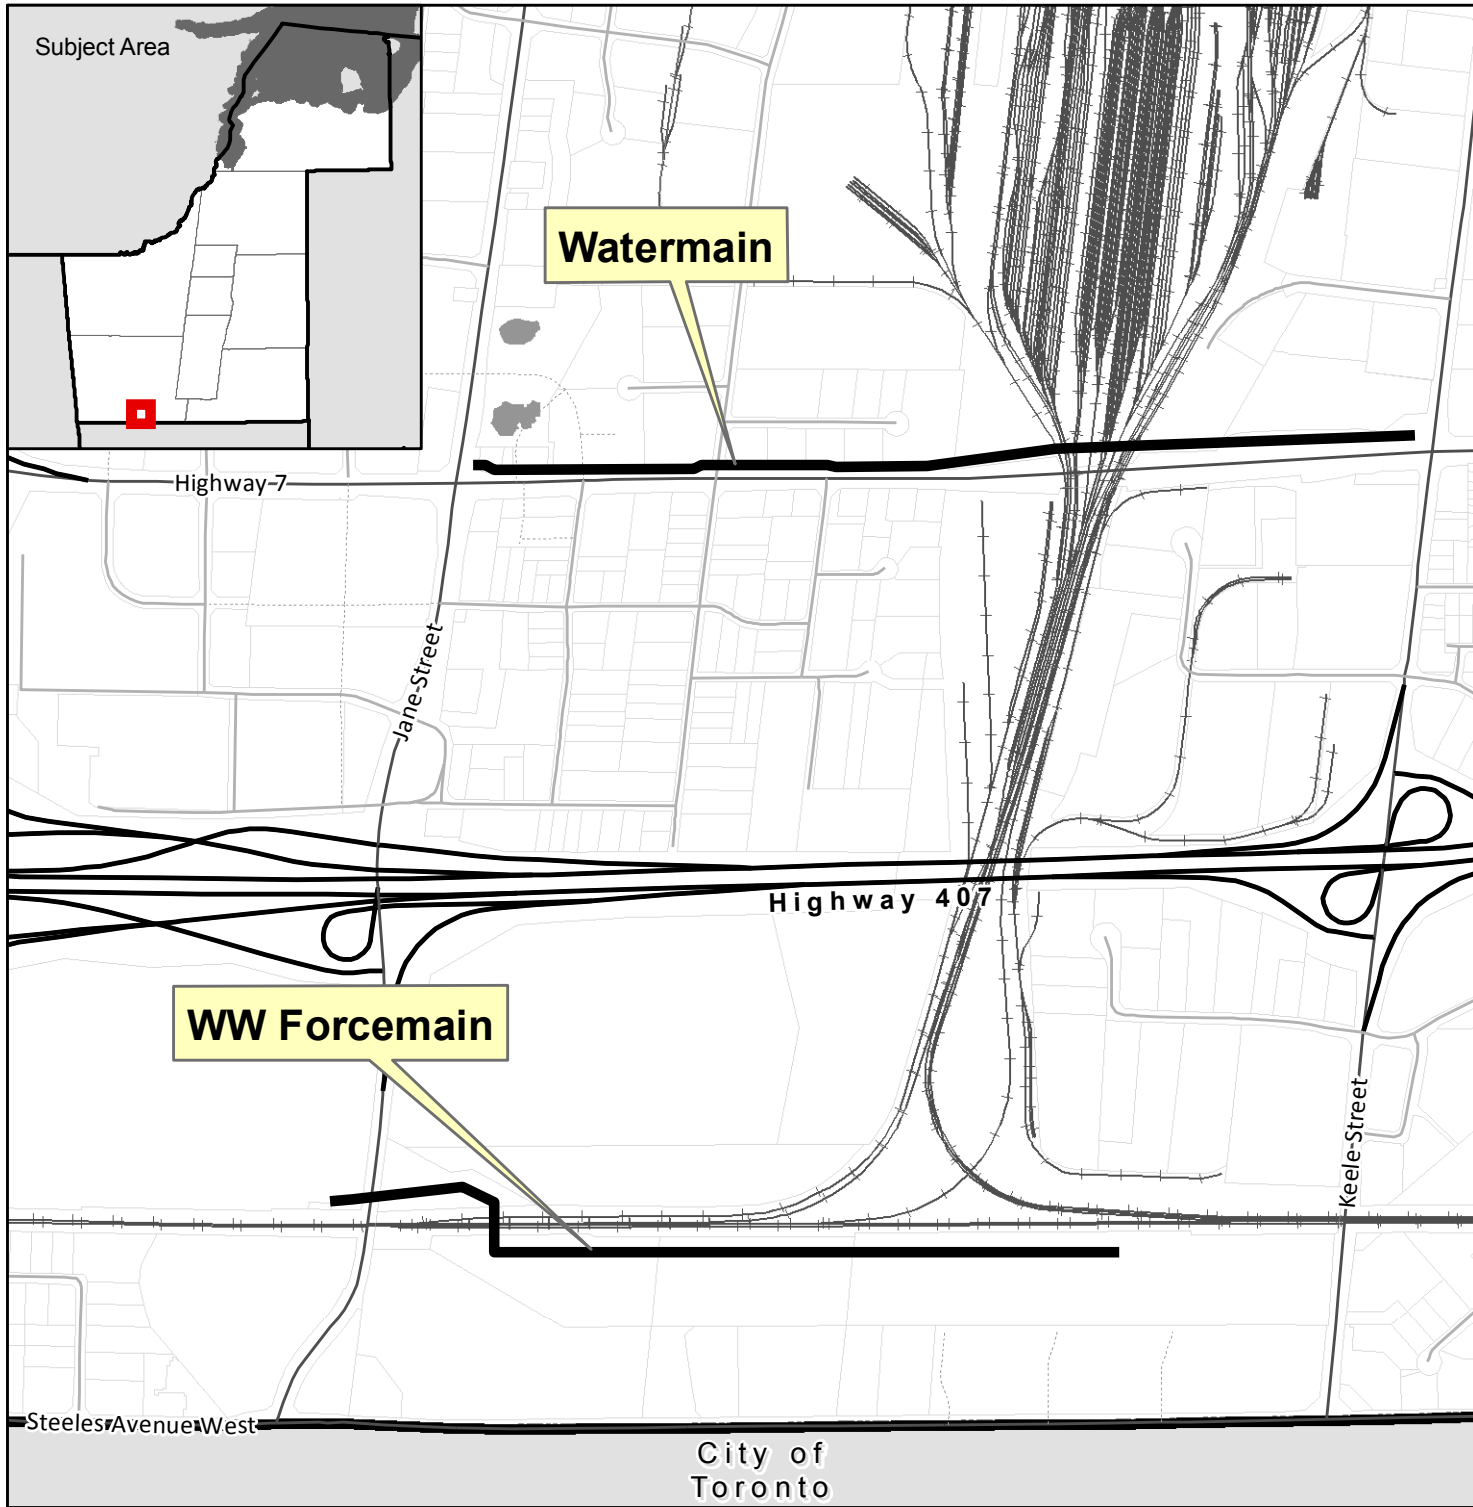 Subject Area
Watermain
Highway 7
Jane Street
Highway 407
WW Forcemain
Keele Street
Steeles Avenue West
City of
Toronto